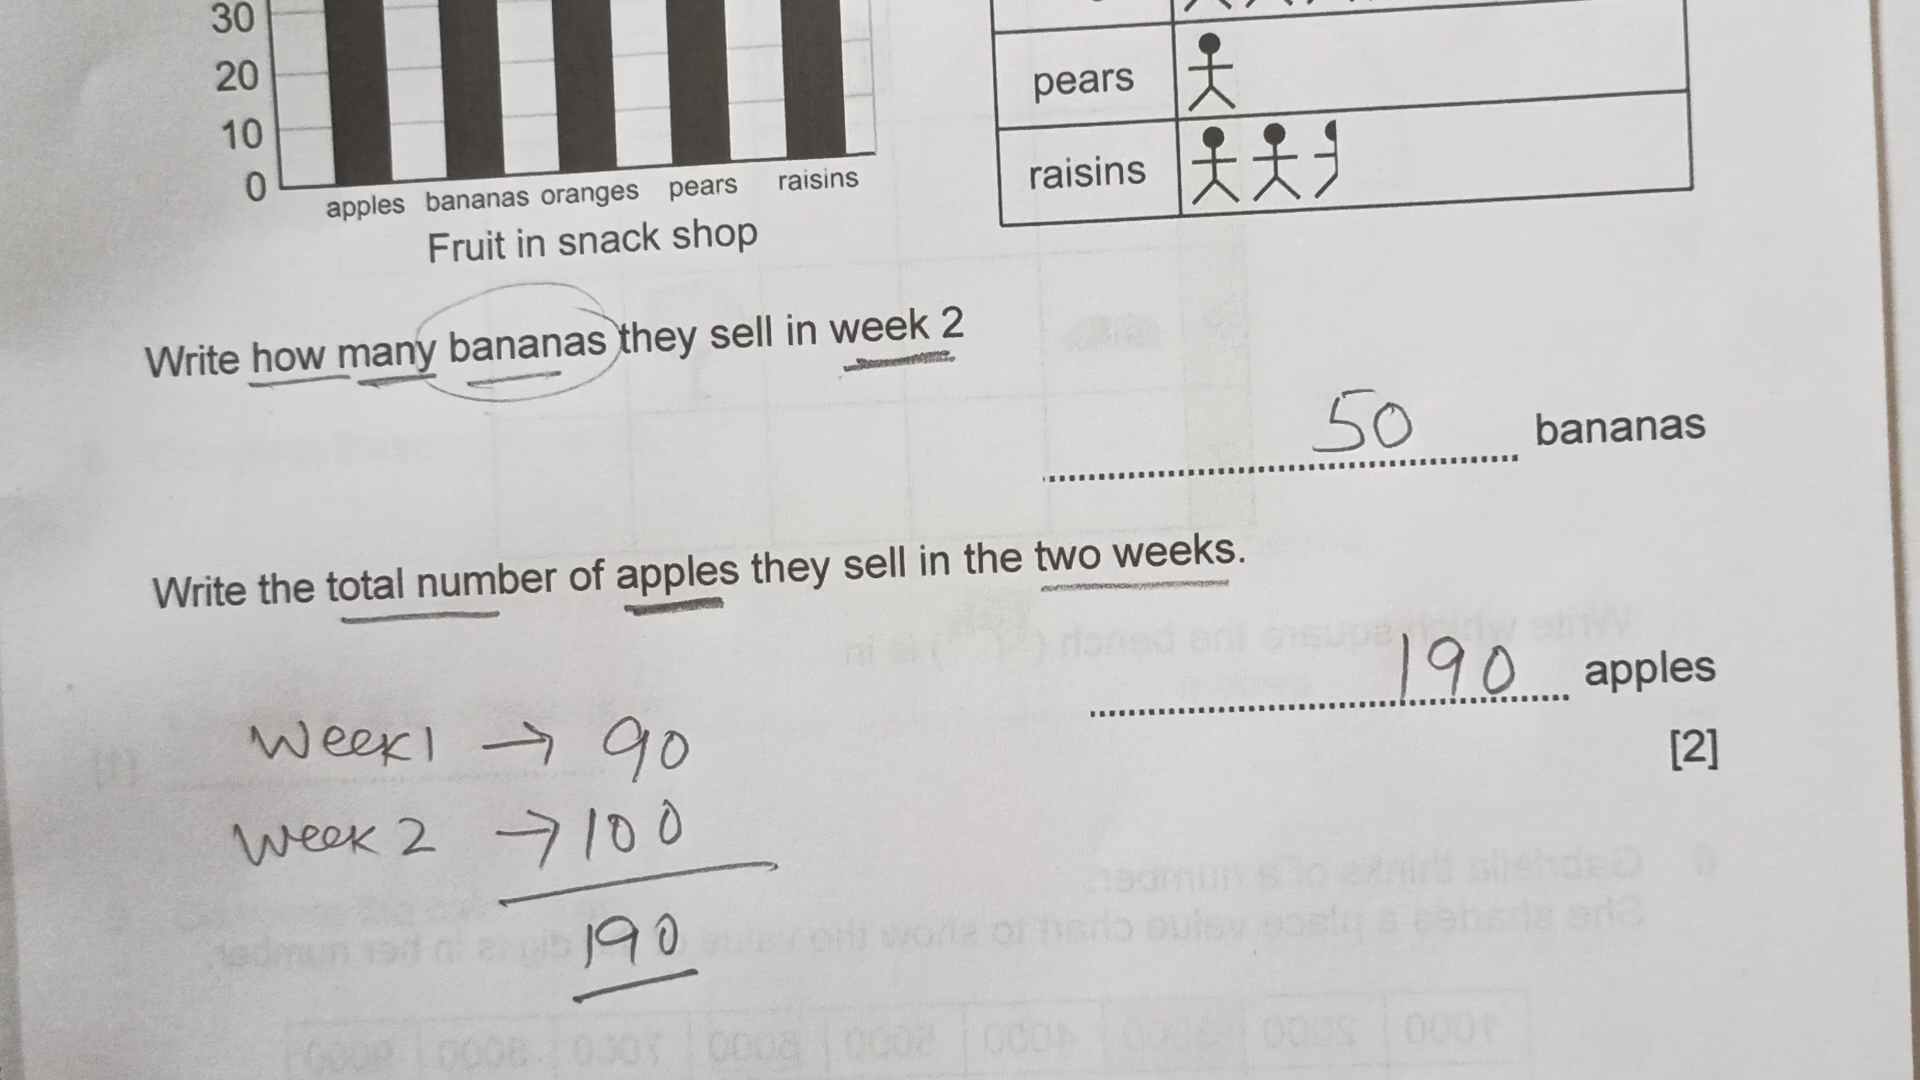 30
20
10
0
apples bananas oranges pears raisins
Fruit in snack shop
pears
raisins
Write how many bananas they sell in week 2
50 bananas
Write the total number of apples they sell in the two weeks.
190 apples
[2]
Week 1 → 90
Week 2 → 100
190